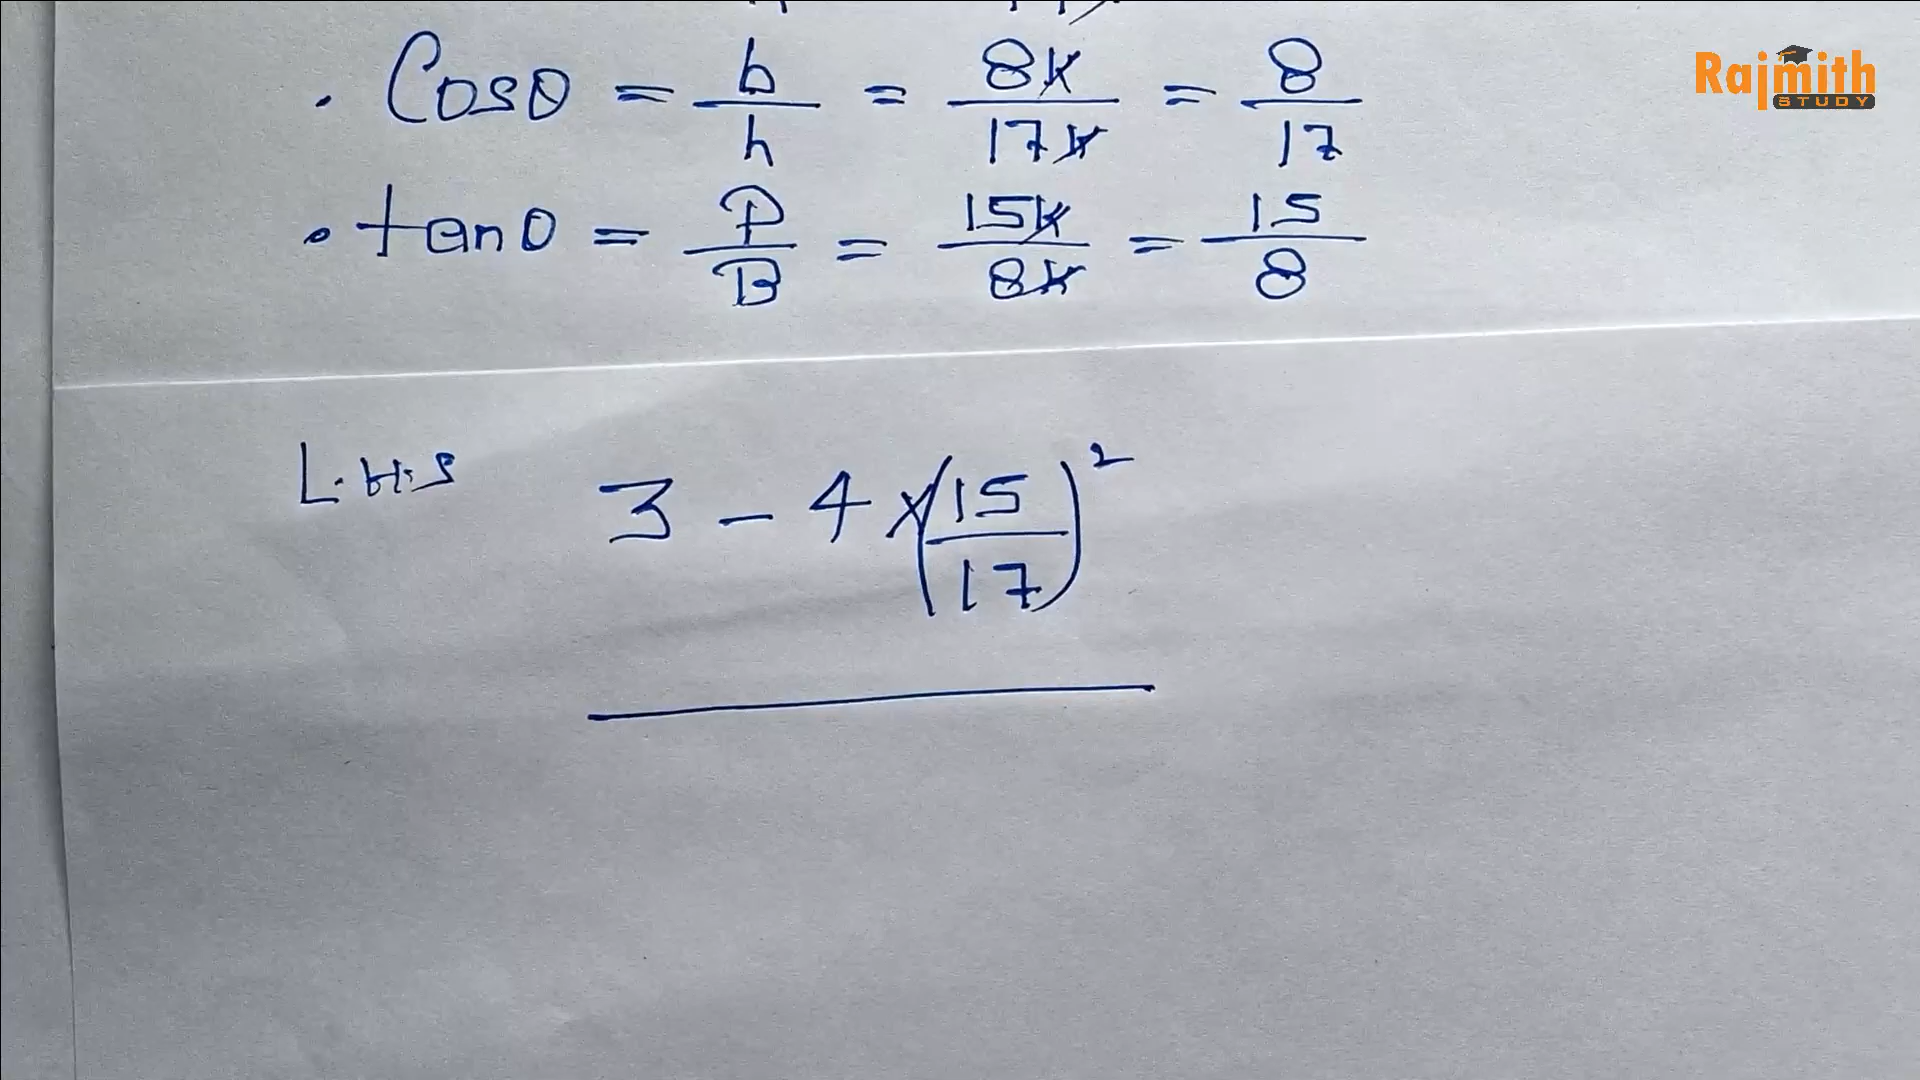 . Cosθ = b/h = 8k/17k = 8/17
. tanθ = P/B = 15k/8k = 15/8
L.H.S 3 - 4 × (15/17)²
Rajmith
STUDY